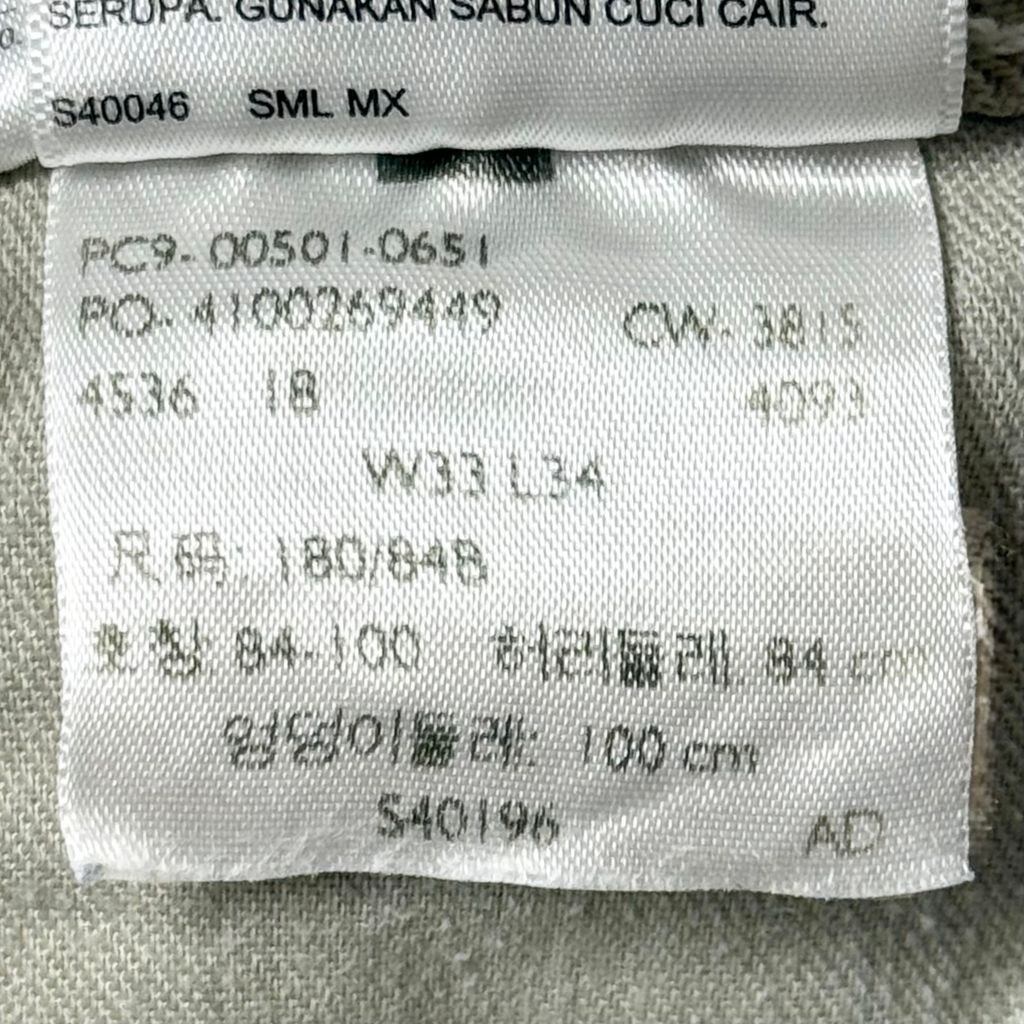 SERUPA. GUNAKAN SABUN CUCI CAIR.
S40046 SML MX
PC9- 00501-0651
PO- 4100269449 CW- 3815
4536 18 4093
W33 L34
尺码: 180/84B
호칭: 84-100 허리둘레: 84 cm
엉덩이둘레: 100 cm
S40196 AD